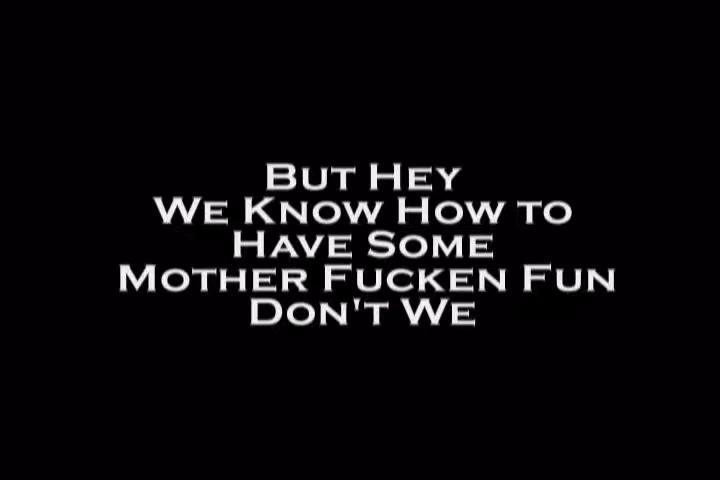 But Hey
We Know How to
Have Some
Mother Fucken Fun
Don't We